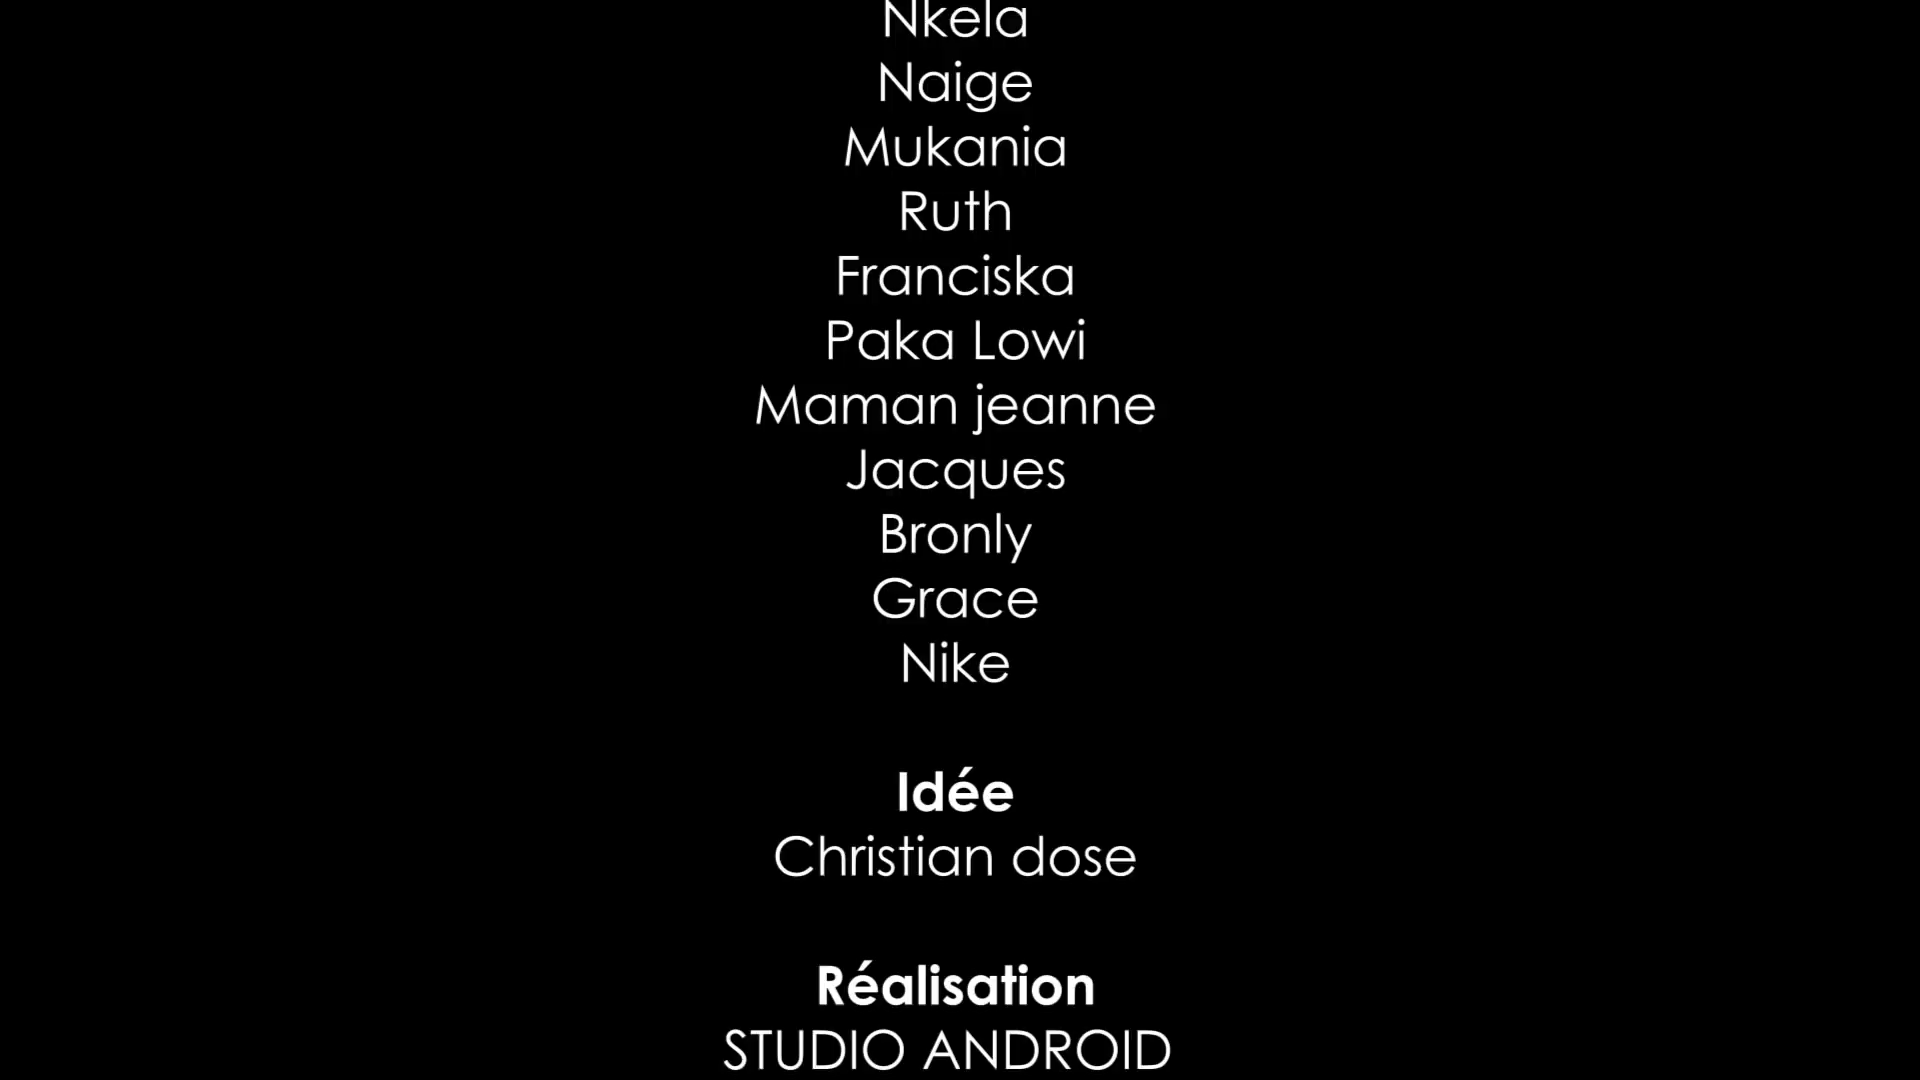 Nkela
Naige
Mukania
Ruth
Franciska
Paka Lowi
Maman jeanne
Jacques
Bronly
Grace
Nike
Idée
Christian dose
Réalisation
STUDIO ANDROID